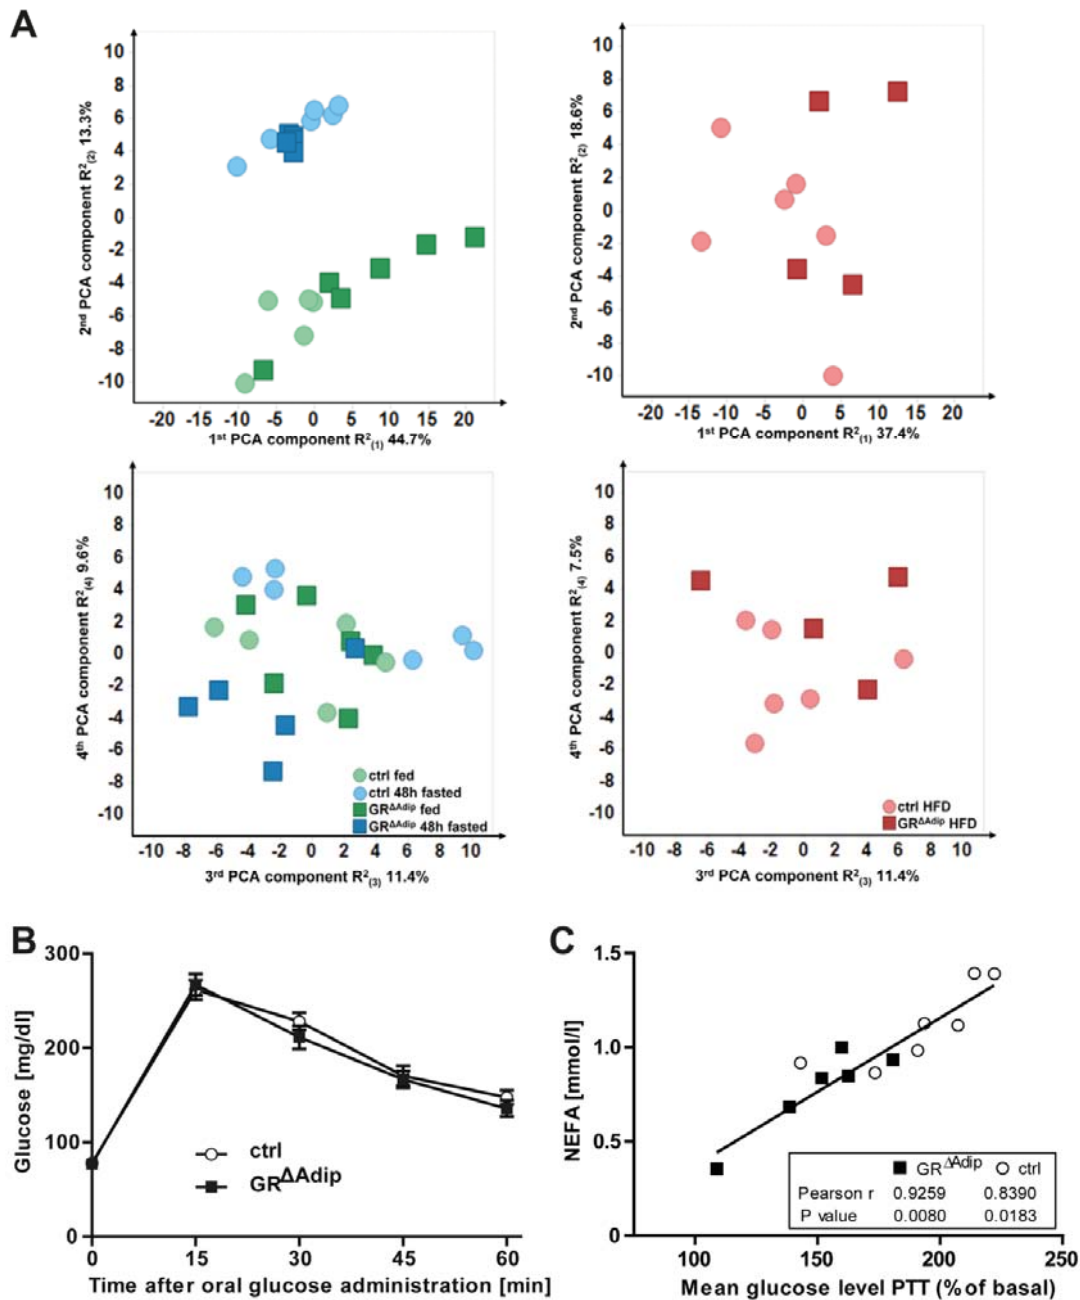 A
10
8
6
4
2
0
-2
-4
-6
-8
-10
2nd PCA component R²(2) 13.3%
-20 -15 -10 -5 0 5 10 15 20
1st PCA component R²(1) 44.7%
10
8
6
4
2
0
-2
-4
-6
-8
-10
2nd PCA component R²(2) 18.6%
-20 -15 -10 -5 0 5 10 15 20
1st PCA component R²(1) 37.4%
10
8
6
4
2
0
-2
-4
-6
-8
-10
4th PCA component R²(4) 9.6%
ctrl fed
ctrl 48h fasted
GRΔAdip fed
GRΔAdip 48h fasted
-10 -8 -6 -4 -2 0 2 4 6 8 10
3rd PCA component R²(3) 11.4%
10
8
6
4
2
0
-2
-4
-6
-8
-10
4th PCA component R²(4) 7.5%
ctrl HFD
GRΔAdip HFD
-10 -8 -6 -4 -2 0 2 4 6 8 10
3rd PCA component R²(3) 11.4%
B
300
200
100
0
Glucose [mg/dl]
ctrl
GRΔAdip
0 15 30 45 60
Time after oral glucose administration [min]
C
1.5
1.0
0.5
0
NEFA [mmol/l]
GRΔAdip ctrl
Pearson r 0.9259 0.8390
P value 0.0080 0.0183
100 150 200 250
Mean glucose level PTT (% of basal)